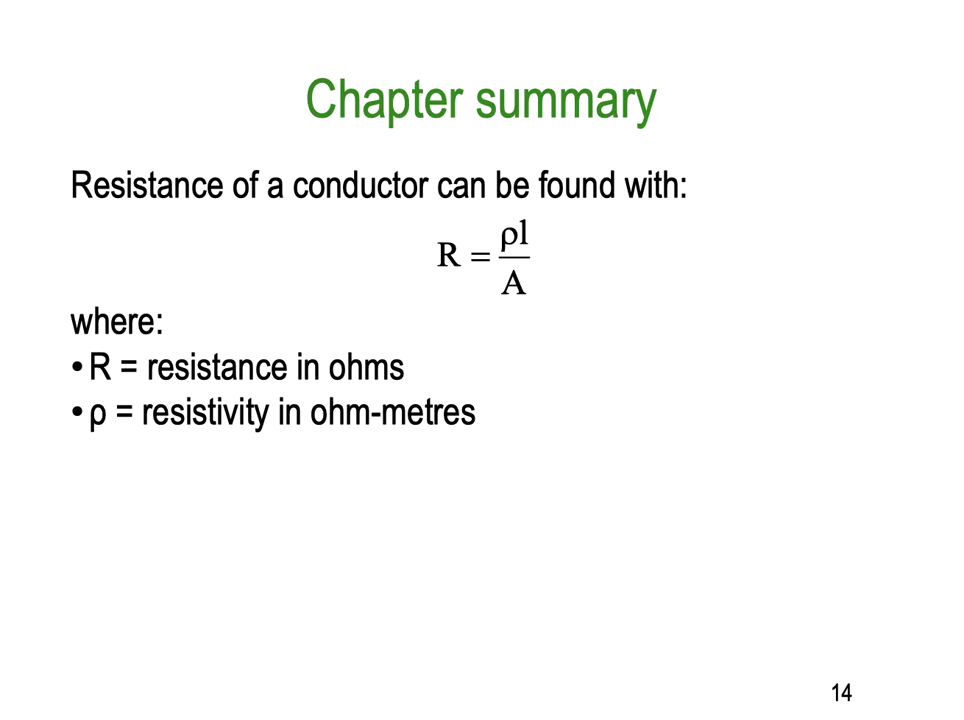 Chapter summary
Resistance of a conductor can be found with:
R = ρl/A
where:
• R = resistance in ohms
• ρ = resistivity in ohm-metres
14